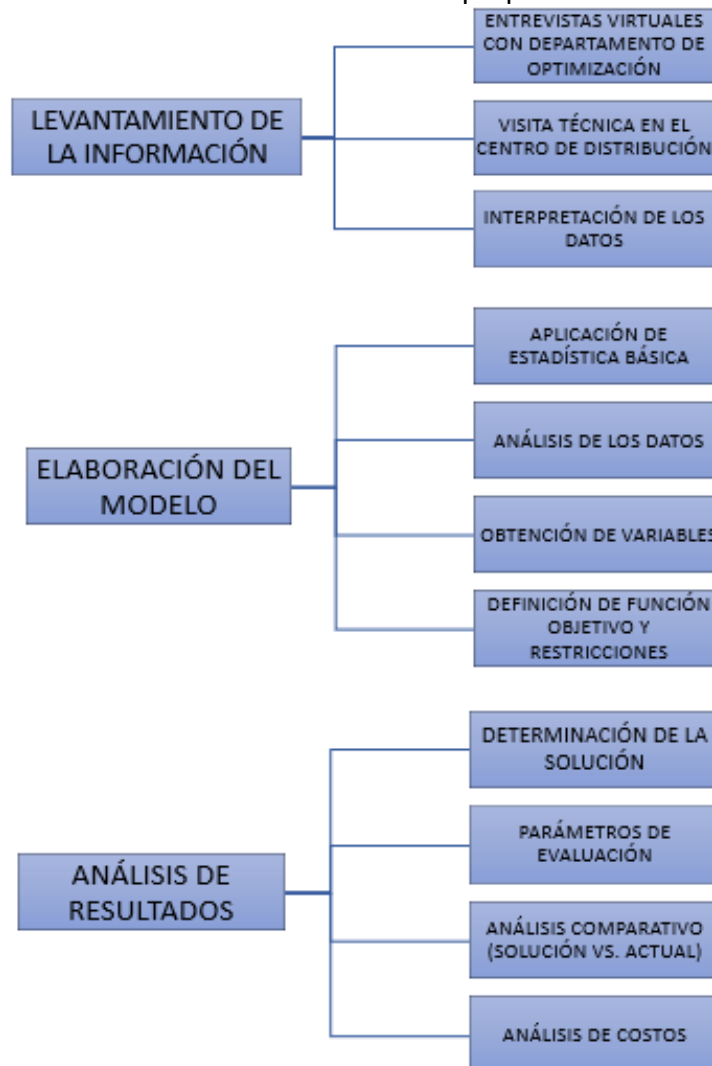 ENTREVISTAS VIRTUALES
CON DEPARTAMENTO DE
OPTIMIZACIÓN
LEVANTAMIENTO DE
LA INFORMACIÓN
VISITA TÉCNICA EN EL
CENTRO DE DISTRIBUCIÓN
INTERPRETACIÓN DE LOS
DATOS
APLICACIÓN DE
ESTADÍSTICA BÁSICA
ANÁLISIS DE LOS DATOS
ELABORACIÓN DEL
MODELO
OBTENCIÓN DE VARIABLES
DEFINICIÓN DE FUNCIÓN
OBJETIVO Y
RESTRICCIONES
DETERMINACIÓN DE LA
SOLUCIÓN
PARÁMETROS DE
EVALUACIÓN
ANÁLISIS DE
RESULTADOS
ANÁLISIS COMPARATIVO
(SOLUCIÓN VS. ACTUAL)
ANÁLISIS DE COSTOS